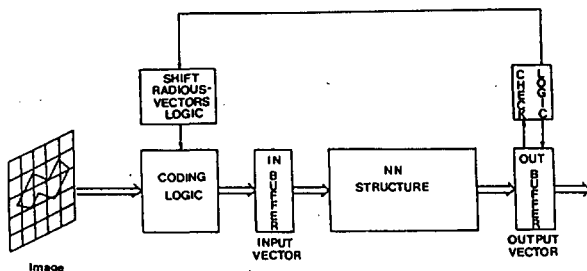 SHIFT
RADIOUS-
VECTORS
LOGIC
CHECK
LOGIC
CODING
LOGIC
IN
BUFFER
NN
STRUCTURE
OUT
BUFFER
INPUT
VECTOR
OUTPUT
VECTOR
Image